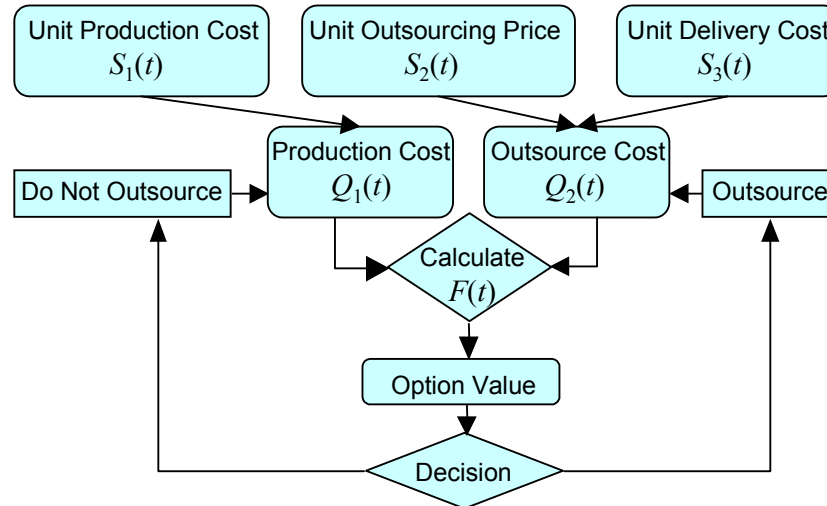 Unit Production Cost
S₁(t)
Unit Outsourcing Price
S₂(t)
Unit Delivery Cost
S₃(t)
Production Cost
Q₁(t)
Outsource Cost
Q₂(t)
Do Not Outsource
Outsource
Calculate
F(t)
Option Value
Decision